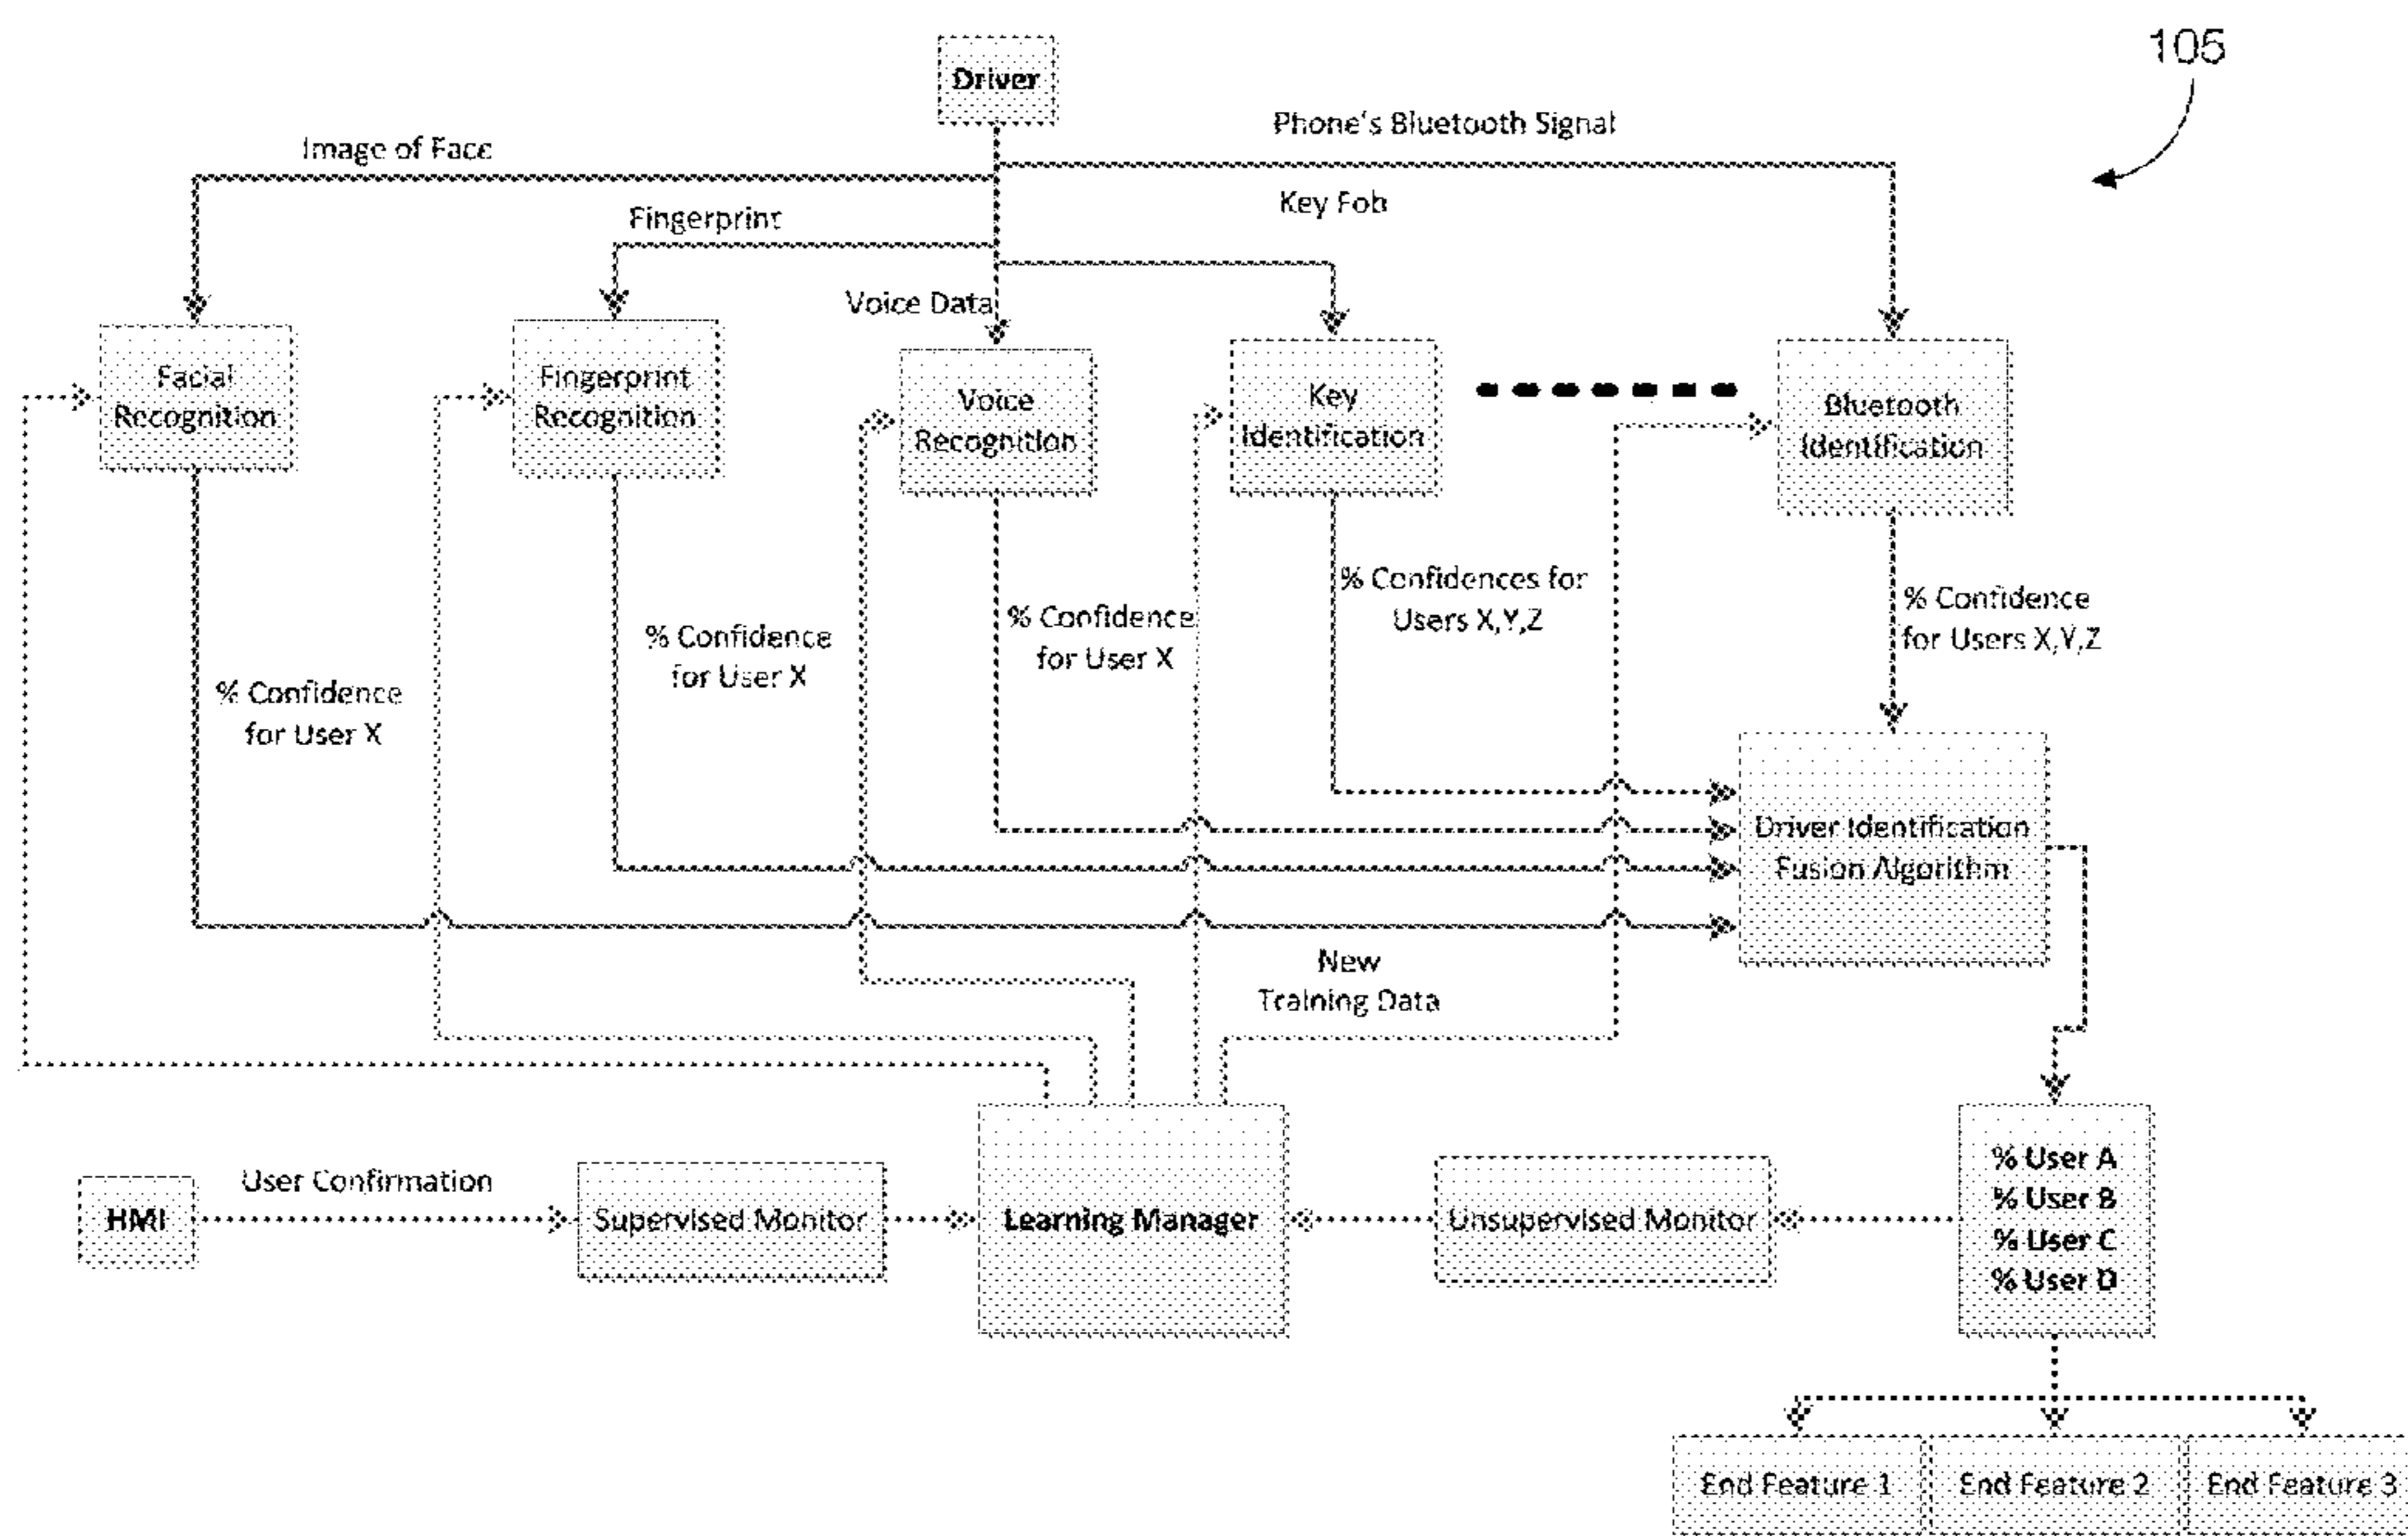 105
Driver
Phone's Bluetooth Signal
Image of Face
Key Fob
Fingerprint
Voice Data
Facial
Recognition
Fingerprint
Recognition
Voice
Recognition
Key
Identification
Bluetooth
Identification
% Confidence
for User X
% Confidence
for User X
% Confidence
for User X
% Confidences for
Users X,Y,Z
% Confidence
for Users X,Y,Z
Driver Identification
Fusion Algorithm
New
Training Data
HMI
User Confirmation
Supervised Monitor
Learning Manager
Unsupervised Monitor
% User A
% User B
% User C
% User D
End Feature 1
End Feature 2
End Feature 3